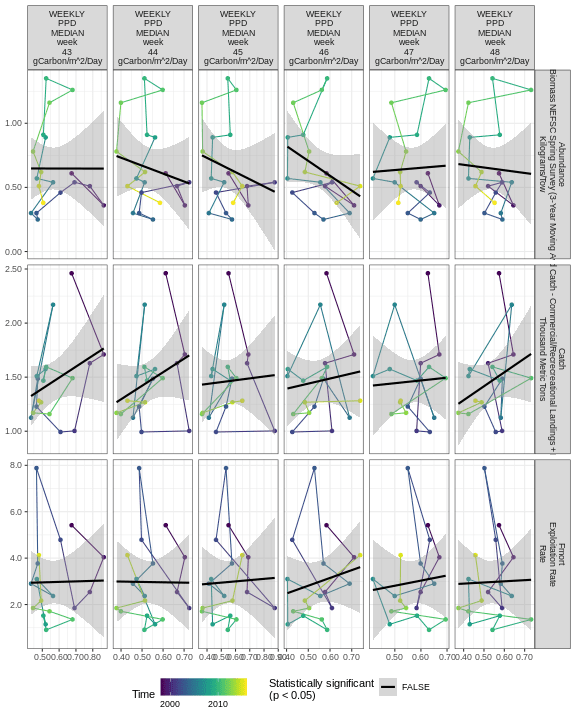 WEEKLY
PPD
MEDIAN
week
43
gCarbon/m^2/Day
WEEKLY
PPD
MEDIAN
week
44
gCarbon/m^2/Day
WEEKLY
PPD
MEDIAN
week
45
gCarbon/m^2/Day
WEEKLY
PPD
MEDIAN
week
46
gCarbon/m^2/Day
WEEKLY
PPD
MEDIAN
week
47
gCarbon/m^2/Day
WEEKLY
PPD
MEDIAN
week
48
gCarbon/m^2/Day
1.00
0.50
0.00
Abundance
Biomass NEFSC Spring Survey (3-Year Moving
Kilograms/Tow
2.50
2.00
1.50
1.00
Catch
Catch - Commercial/Recreational Landings +
Thousand Metric Tons
8.0
6.0
4.0
2.0
Fmort
Exploitation Rate
Rate
0.50 0.60 0.70 0.80
0.40 0.50 0.60 0.70
0.40 0.50 0.60 0.70 0.80
0.40 0.50 0.60 0.70
0.50 0.60 0.70
0.40 0.50 0.60 0.70
Time
2000 2010
Statistically significant
(p < 0.05)
FALSE